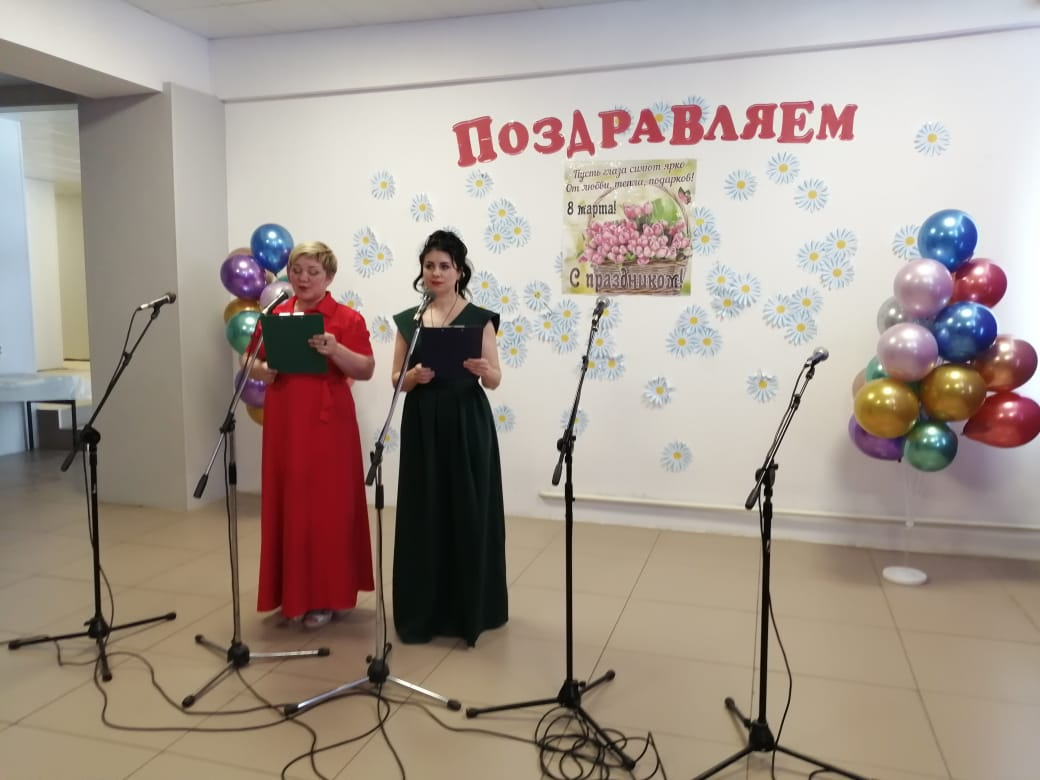 ПОЗДРАВЛЯЕМ
Пусть глаза сияют ярко
От любви, тепла, подарков!
8 марта!
С праздником!